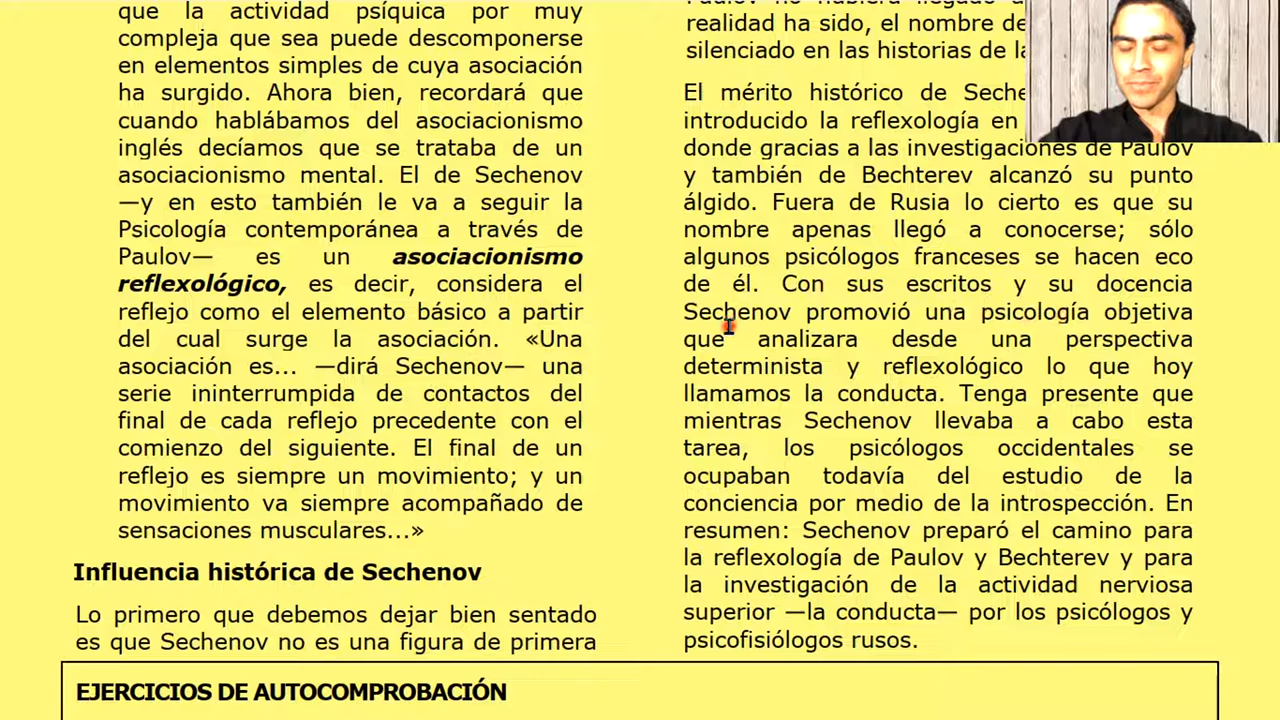 que la actividad psíquica por muy
compleja que sea puede descomponerse
en elementos simples de cuya asociación
ha surgido. Ahora bien, recordará que
cuando hablábamos del asociacionismo
inglés decíamos que se trataba de un
asociacionismo mental. El de Sechenov
—y en esto también le va a seguir la
Psicología contemporánea a través de
Paulov— es un asociacionismo
reflexológico, es decir, considera el
reflejo como el elemento básico a partir
del cual surge la asociación. «Una
asociación es... —dirá Sechenov— una
serie ininterrumpida de contactos del
final de cada reflejo precedente con el
comienzo del siguiente. El final de un
reflejo es siempre un movimiento; y un
movimiento va siempre acompañado de
sensaciones musculares...»
Influencia histórica de Sechenov
Lo primero que debemos dejar bien sentado
es que Sechenov no es una figura de primera
realidad ha sido, el nombre de
silenciado en las historias de
El mérito histórico de
introducido la reflexología en
donde gracias a las investigaciones de Paulov
y también de Bechterev alcanzó su punto
álgido. Fuera de Rusia lo cierto es que su
nombre apenas llegó a conocerse; sólo
algunos psicólogos franceses se hacen eco
de él. Con sus escritos y su docencia
Sechenov promovió una psicología objetiva
que analizara desde una perspectiva
determinista y reflexológico lo que hoy
llamamos la conducta. Tenga presente que
mientras Sechenov llevaba a cabo esta
tarea, los psicólogos occidentales se
ocupaban todavía del estudio de la
conciencia por medio de la introspección. En
resumen: Sechenov preparó el camino para
la reflexología de Paulov y Bechterev y para
la investigación de la actividad nerviosa
superior —la conducta— por los psicólogos y
psicofisiólogos rusos.
EJERCICIOS DE AUTOCOMPROBACIÓN